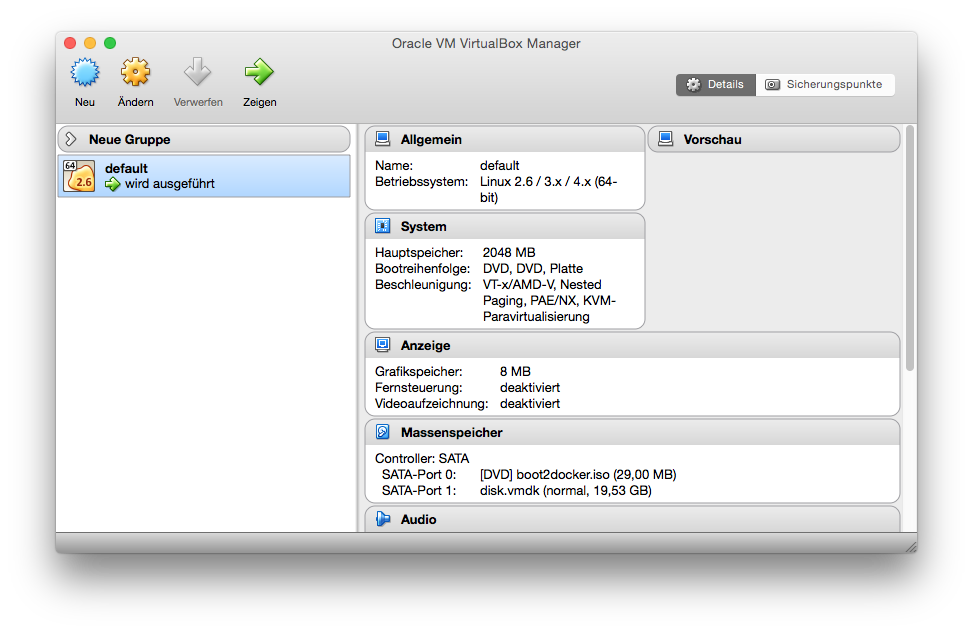 Oracle VM VirtualBox Manager
Neu
Ändern
Verwerfen
Zeigen
Details
Sicherungspunkte
Neue Gruppe
64
2.6
default
wird ausgeführt
Allgemein
Name: default
Betriebssystem: Linux 2.6 / 3.x / 4.x (64-
bit)
Vorschau
System
Hauptspeicher: 2048 MB
Bootreihenfolge: DVD, DVD, Platte
Beschleunigung: VT-x/AMD-V, Nested
Paging, PAE/NX, KVM-
Paravirtualisierung
Anzeige
Grafikspeicher: 8 MB
Fernsteuerung: deaktiviert
Videoaufzeichnung: deaktiviert
Massenspeicher
Controller: SATA
SATA-Port 0: [DVD] boot2docker.iso (29,00 MB)
SATA-Port 1: disk.vmdk (normal, 19,53 GB)
Audio